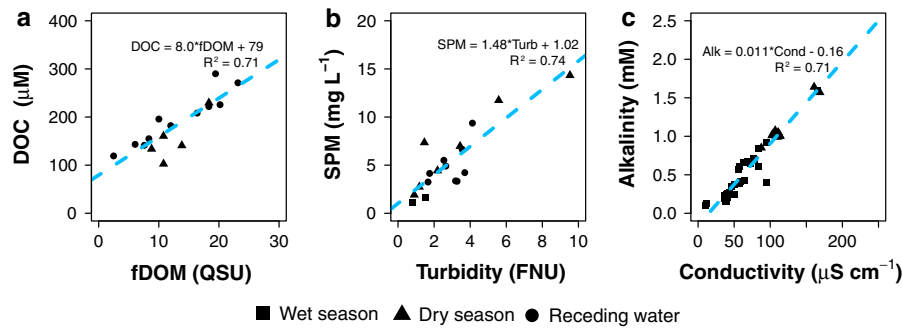 a
DOC (μM)
400
300
200
100
0
DOC = 8.0*fDOM + 79
R² = 0.71
0 10 20 30
fDOM (QSU)
b
SPM (mg L⁻¹)
20
15
10
5
0
SPM = 1.48*Turb + 1.02
R² = 0.74
0 2 4 6 8 10
Turbidity (FNU)
c
Alkalinity (mM)
2.5
2.0
1.5
1.0
0.5
0.0
Alk = 0.011*Cond - 0.16
R² = 0.71
0 50 100 200
Conductivity (μS cm⁻¹)
Wet season Dry season Receding water